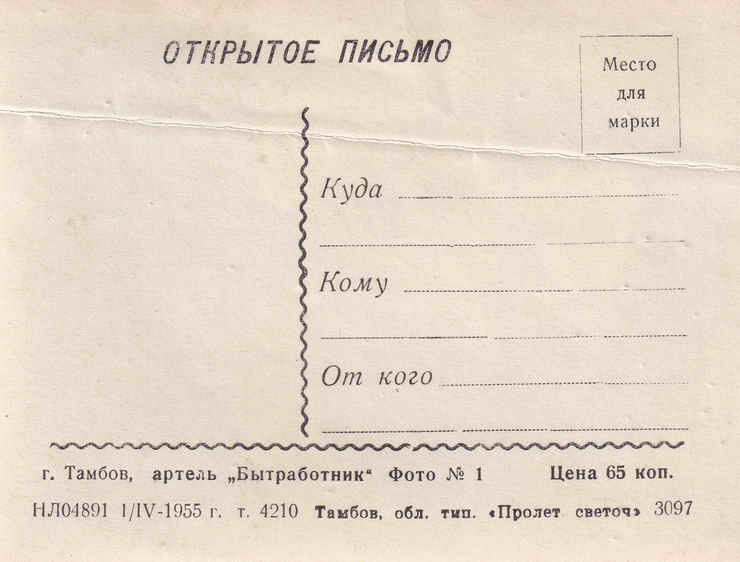 ОТКРЫТОЕ ПИСЬМО
Место
для
марки
Куда
Кому
От кого
г. Тамбов, артель „Бытработник“ Фото № 1 Цена 65 коп.
НЛ04891 1/IV-1955 г. т. 4210 Тамбов, обл. тип. «Пролет светоч» 3097